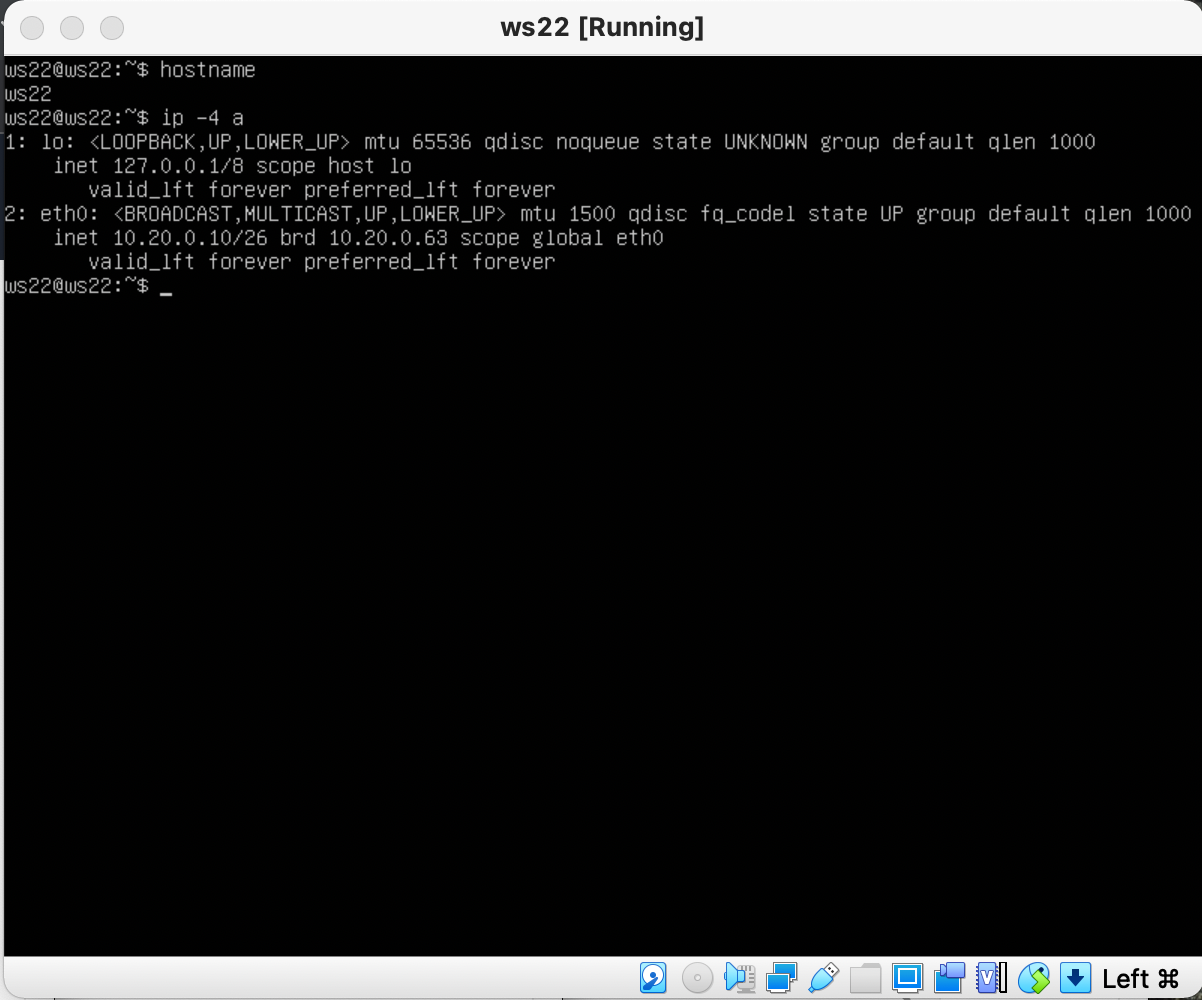 ws22 [Running]
ws22@ws22:~$ hostname
ws22
ws22@ws22:~$ ip -4 a
1: lo: <LOOPBACK,UP,LOWER_UP> mtu 65536 qdisc noqueue state UNKNOWN group default qlen 1000
    inet 127.0.0.1/8 scope host lo
       valid_lft forever preferred_lft forever
2: eth0: <BROADCAST,MULTICAST,UP,LOWER_UP> mtu 1500 qdisc fq_codel state UP group default qlen 1000
    inet 10.20.0.10/26 brd 10.20.0.63 scope global eth0
       valid_lft forever preferred_lft forever
ws22@ws22:~$ _
Left ⌘